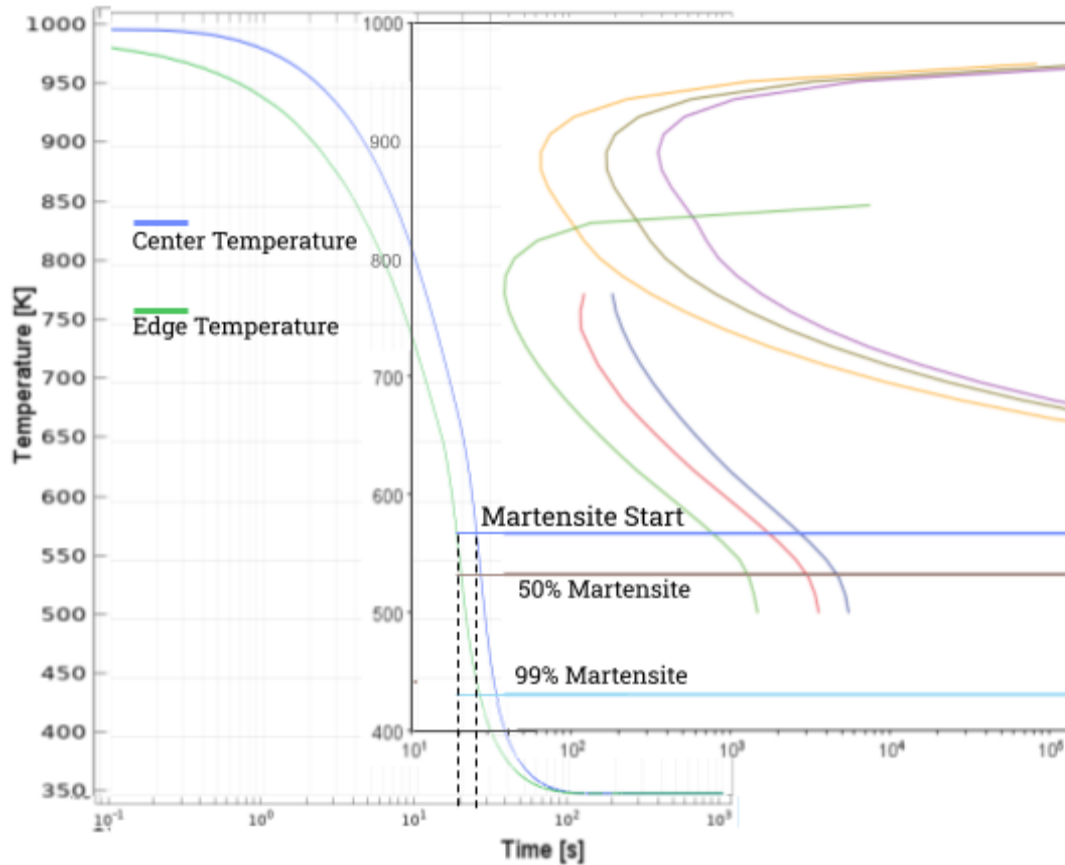 1000
950
900
850
800
750
700
650
600
550
500
450
400
350
Temperature [K]
1000
900
800
700
600
500
400
Center Temperature
Edge Temperature
Martensite Start
50% Martensite
99% Martensite
10¹ 10² 10³ 10⁴
10⁻¹ 10⁰ 10¹ 10² 10³
Time [s]